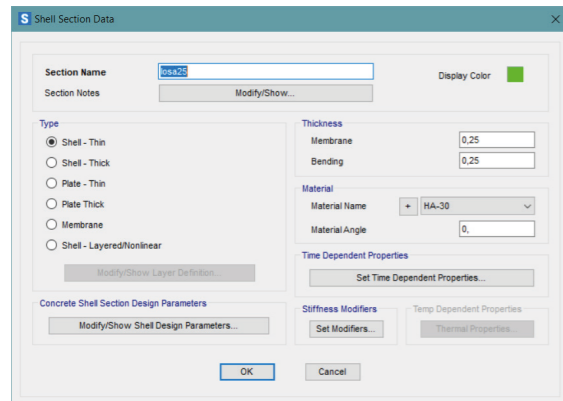 S Shell Section Data
Section Name losa25 Display Color
Section Notes Modify/Show...
Type
Shell - Thin
Shell - Thick
Plate - Thin
Plate Thick
Membrane
Shell - Layered/Nonlinear
Modify/Show Layer Definition...
Concrete Shell Section Design Parameters
Modify/Show Shell Design Parameters...
Thickness
Membrane 0,25
Bending 0,25
Material
Material Name + HA-30
Material Angle 0,
Time Dependent Properties
Set Time Dependent Properties...
Stiffness Modifiers
Set Modifiers...
Temp Dependent Properties
Thermal Properties...
OK Cancel